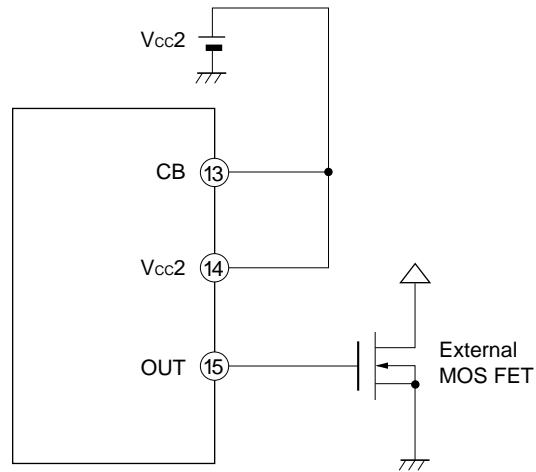 Vcc2
CB 13
Vcc2 14
OUT 15
External
MOS FET